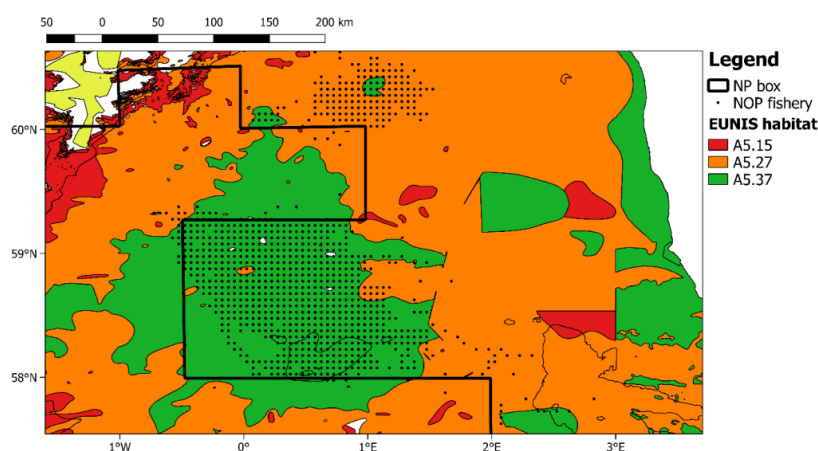 50 0 50 100 150 200 km
Legend
NP box
NOP fishery
EUNIS habitat
A5.15
A5.27
A5.37
60°N
59°N
58°N
1°W 0° 1°E 2°E 3°E